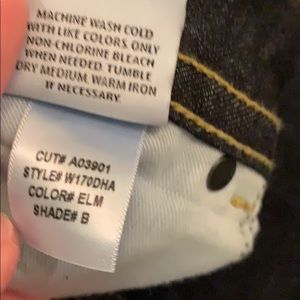 MACHINE WASH COLD
WITH LIKE COLORS. ONLY
NON-CHLORINE BLEACH
WHEN NEEDED. TUMBLE
DRY MEDIUM. WARM IRON
IF NECESSARY.
CUT# A03901
STYLE# W170DHA
COLOR# ELM
SHADE# B